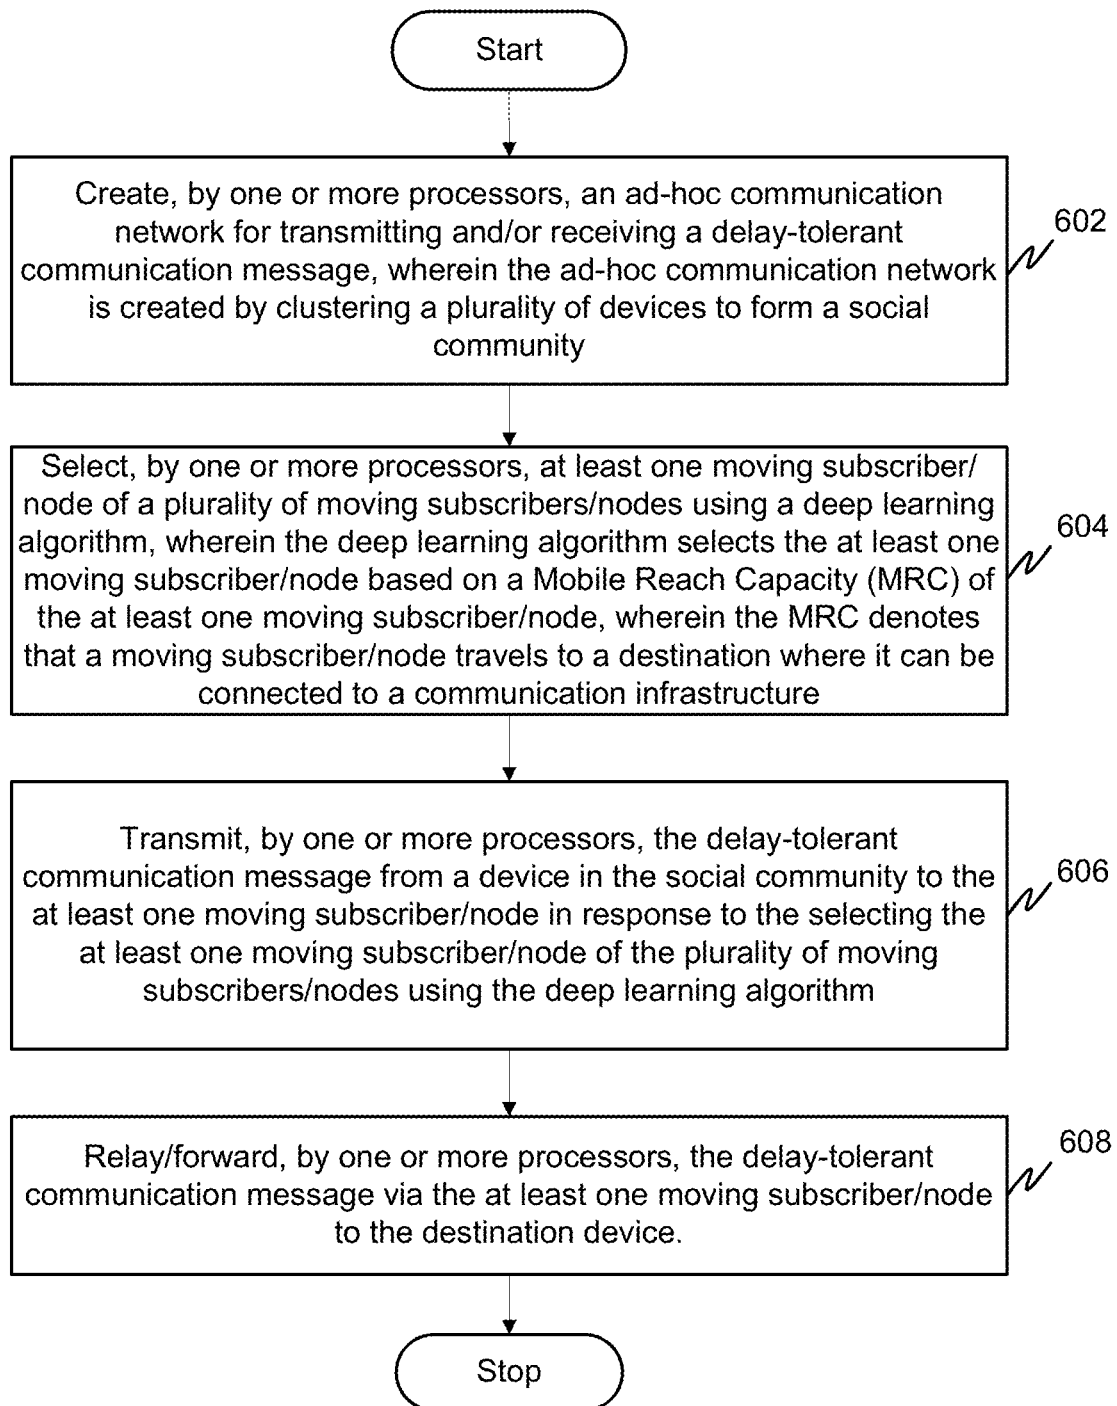 Start
Create, by one or more processors, an ad-hoc communication
network for transmitting and/or receiving a delay-tolerant
communication message, wherein the ad-hoc communication network
is created by clustering a plurality of devices to form a social
community
602
Select, by one or more processors, at least one moving subscriber/
node of a plurality of moving subscribers/nodes using a deep learning
algorithm, wherein the deep learning algorithm selects the at least one
moving subscriber/node based on a Mobile Reach Capacity (MRC) of
the at least one moving subscriber/node, wherein the MRC denotes
that a moving subscriber/node travels to a destination where it can be
connected to a communication infrastructure
604
Transmit, by one or more processors, the delay-tolerant
communication message from a device in the social community to the
at least one moving subscriber/node in response to the selecting the
at least one moving subscriber/node of the plurality of moving
subscribers/nodes using the deep learning algorithm
606
Relay/forward, by one or more processors, the delay-tolerant
communication message via the at least one moving subscriber/node
to the destination device.
608
Stop